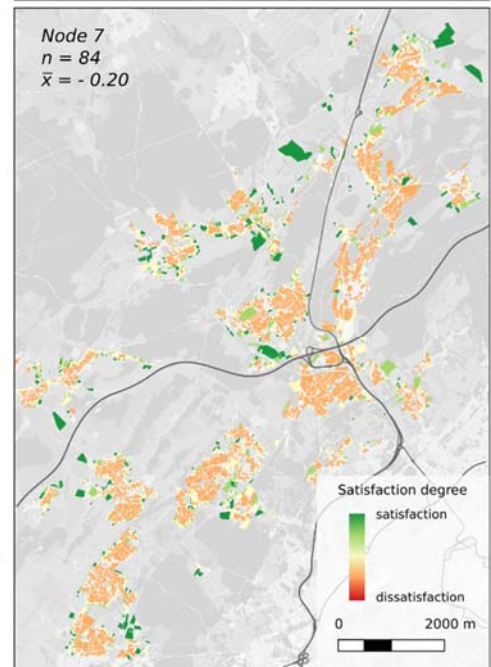 Node 7
n = 84
x̅ = - 0.20
Satisfaction degree
satisfaction
dissatisfaction
0 2000 m